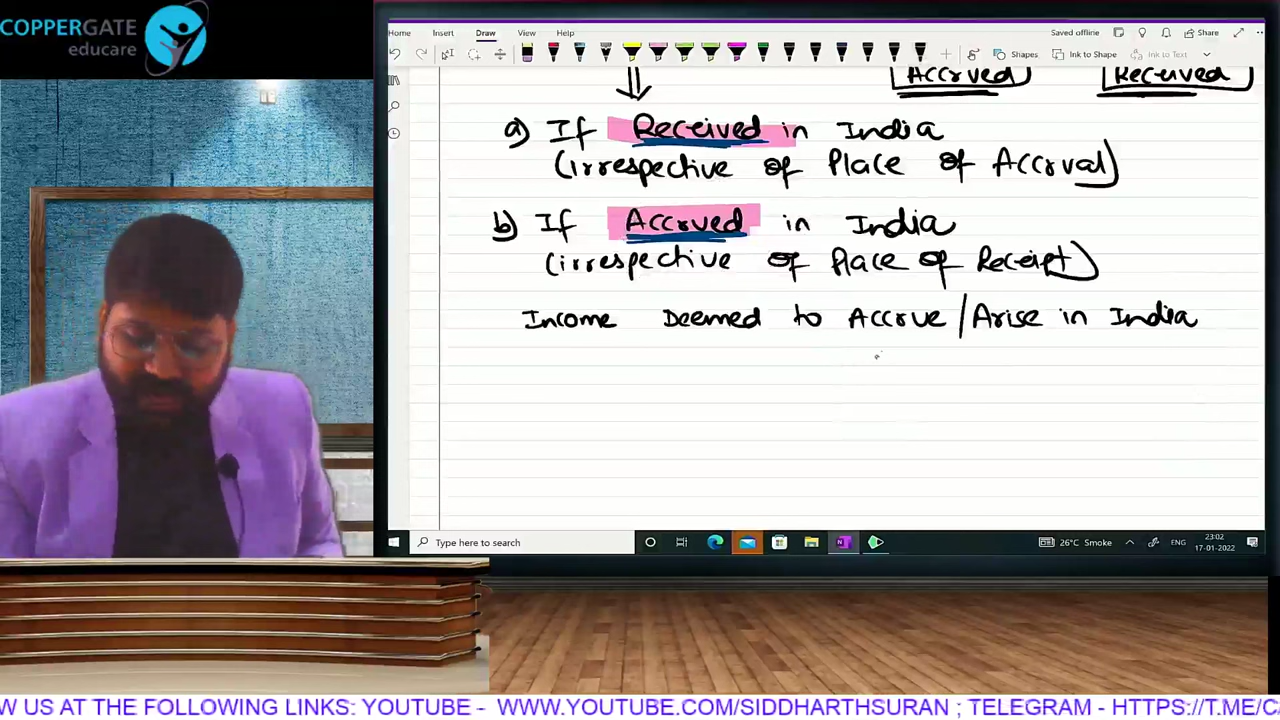 COPPERGATE
educare
Insert Draw View Help
Saved offline
Share
Shapes
Ink to Shape
Ink to Text
Accrued Received
a) If Received in India
(irrespective of Place of Accrual)
b) If Accrued in India
(irrespective of Place of Receipt)
Income Deemed to Accrue / Arise in India
Type here to search
26°C Smoke
ENG
23:02
17-01-2022
W US AT THE FOLLOWING LINKS: YOUTUBE - WWW.YOUTUBE.COM/SIDDHARTHSURAN ; TELEGRAM - HTTPS://T.ME/CA